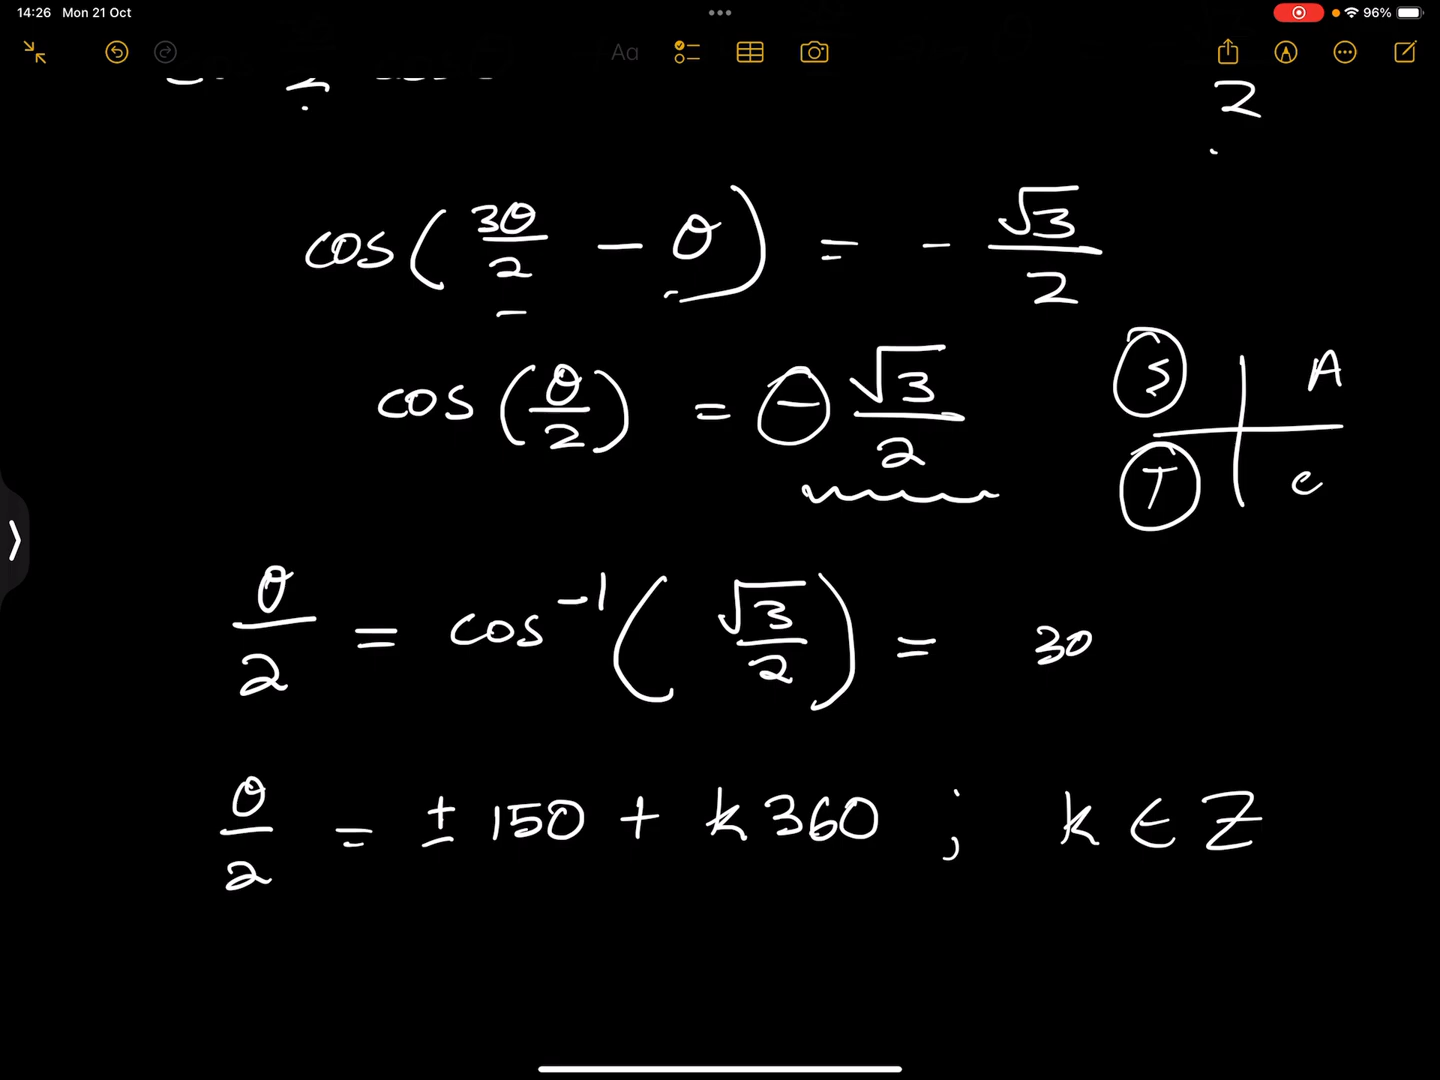 14:26 Mon 21 Oct 96%
Aa
2
cos(3θ/2 - θ) = - √3/2
cos(θ/2) = - √3/2
S A
T C
θ/2 = cos⁻¹(√3/2) = 30
θ/2 = ± 150 + k360 ; k ∈ Z